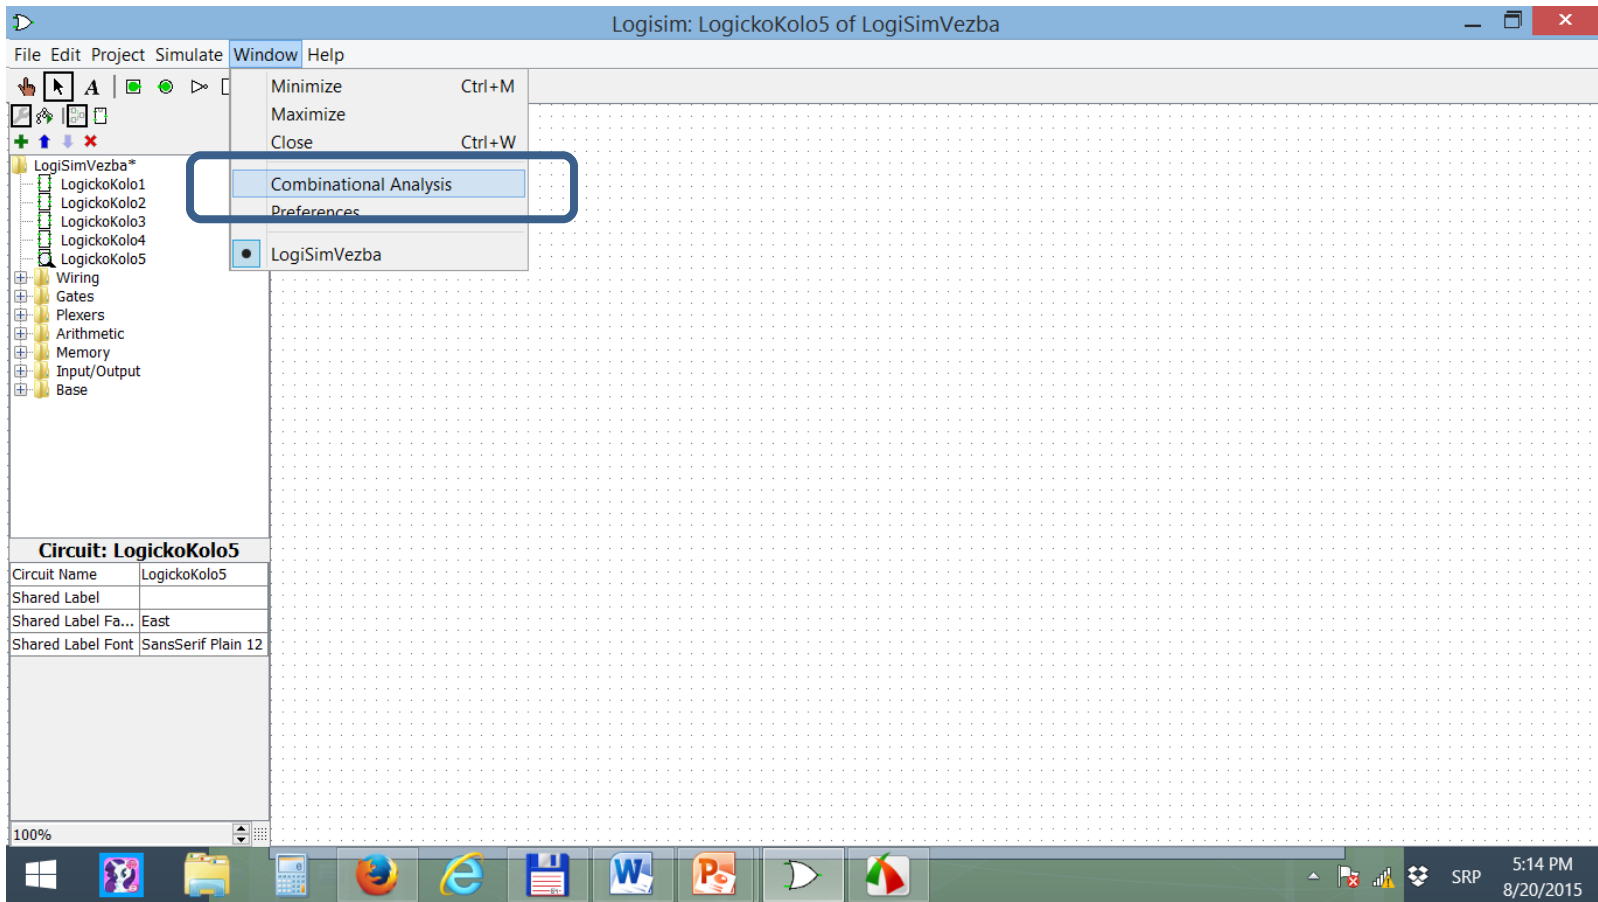 Logisim: LogickoKolo5 of LogiSimVezba
File Edit Project Simulate Window Help
A
Minimize Ctrl+M
Maximize
Close Ctrl+W
Combinational Analysis
Preferences
LogiSimVezba
LogiSimVezba*
LogickoKolo1
LogickoKolo2
LogickoKolo3
LogickoKolo4
LogickoKolo5
Wiring
Gates
Plexers
Arithmetic
Memory
Input/Output
Base
Circuit: LogickoKolo5
Circuit Name LogickoKolo5
Shared Label
Shared Label Fa... East
Shared Label Font SansSerif Plain 12
100%
SRP
5:14 PM
8/20/2015